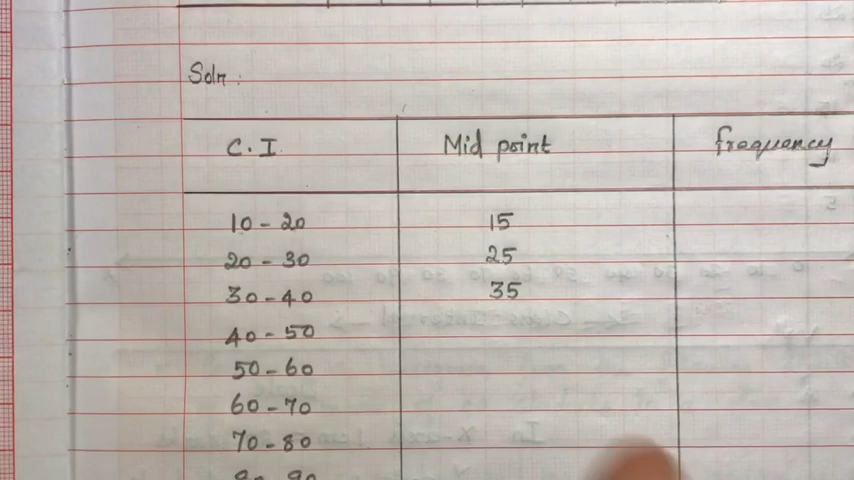 Soln :
C.I. Mid point frequency
10 - 20 15
20 - 30 25
30 - 40 35
40 - 50
50 - 60
60 - 70
70 - 80